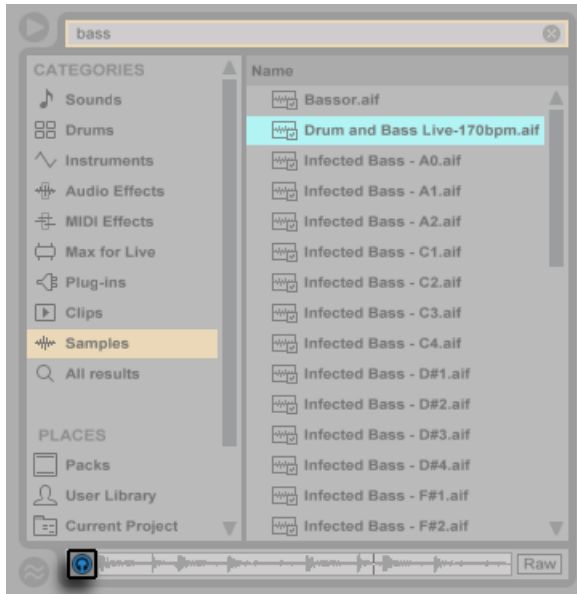 bass
CATEGORIES
Sounds
Drums
Instruments
Audio Effects
MIDI Effects
Max for Live
Plug-ins
Clips
Samples
All results
PLACES
Packs
User Library
Current Project
Name
Bassor.aif
Drum and Bass Live-170bpm.aif
Infected Bass - A0.aif
Infected Bass - A1.aif
Infected Bass - A2.aif
Infected Bass - C1.aif
Infected Bass - C2.aif
Infected Bass - C3.aif
Infected Bass - C4.aif
Infected Bass - D#1.aif
Infected Bass - D#2.aif
Infected Bass - D#3.aif
Infected Bass - D#4.aif
Infected Bass - F#1.aif
Infected Bass - F#2.aif
Raw